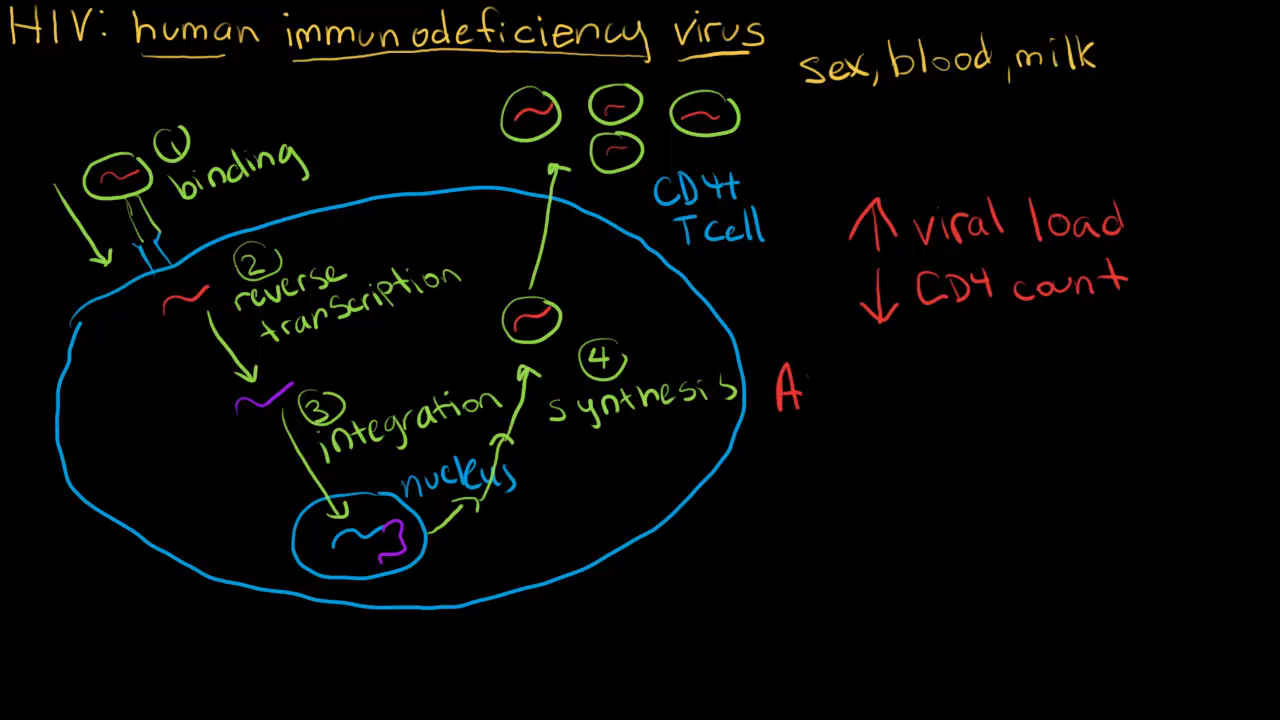 HIV: human immunodeficiency virus
sex, blood, milk
1
binding
CD4+
T cell
2
reverse
transcription
↑ viral load
↓ CD4 count
3
integration
4
synthesis
nucleus
A